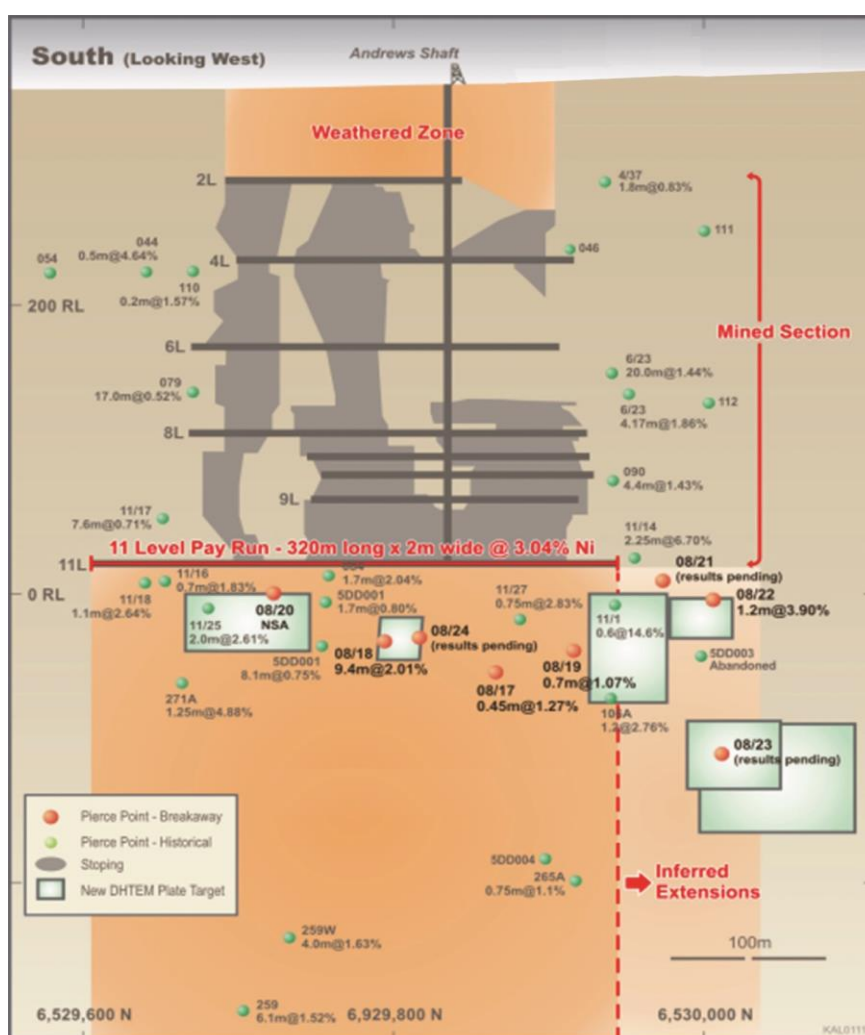 South (Looking West)
Andrews Shaft
Weathered Zone
2L
4/37
1.8m@0.83%
111
044
0.5m@4.64%
054
046
4L
110
0.2m@1.57%
200 RL
Mined Section
6L
6/23
20.0m@1.44%
079
17.0m@0.52%
6/23
4.17m@1.86%
112
8L
090
4.4m@1.43%
9L
11/17
7.6m@0.71%
11/14
2.25m@6.70%
11 Level Pay Run - 320m long x 2m wide @ 3.04% Ni
11L
08/21
(results pending)
11/16
0.7m@1.83%
1.7m@2.04%
0 RL
11/18
1.1m@2.64%
08/20
NSA
5DD001
1.7m@0.80%
11/27
0.75m@2.83%
08/22
1.2m@3.90%
11/25
2.0m@2.61%
11/1
0.6@14.6%
08/24
(results pending)
5DD001
8.1m@0.75%
08/18
9.4m@2.01%
08/19
0.7m@1.07%
5DD003
Abandoned
271A
1.25m@4.88%
08/17
0.45m@1.27%
106A
1.2@2.76%
08/23
(results pending)
Pierce Point - Breakaway
Pierce Point - Historical
Stoping
New DHTEM Plate Target
5DD004
265A
0.75m@1.1%
Inferred
Extensions
259W
4.0m@1.63%
100m
259
6.1m@1.52%
6,529,600 N
6,929,800 N
6,530,000 N